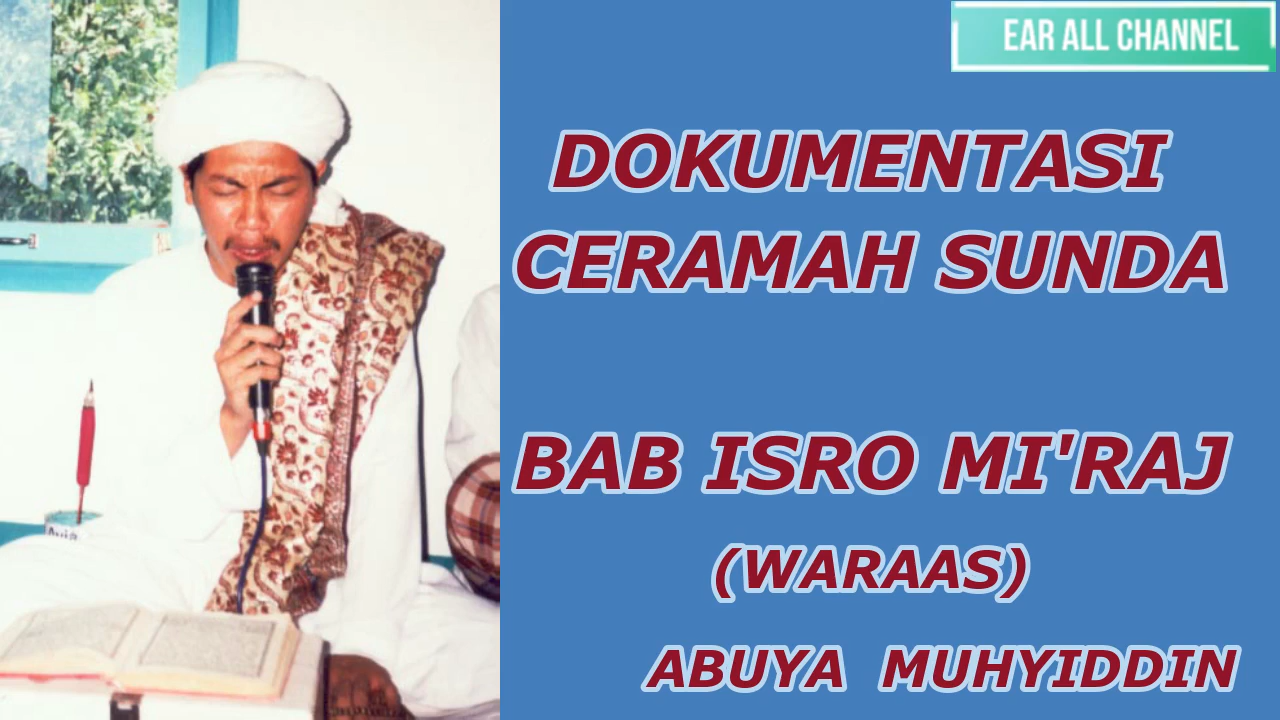 EAR ALL CHANNEL
DOKUMENTASI
CERAMAH SUNDA
BAB ISRO MI'RAJ
(WARAAS)
ABUYA MUHYIDDIN